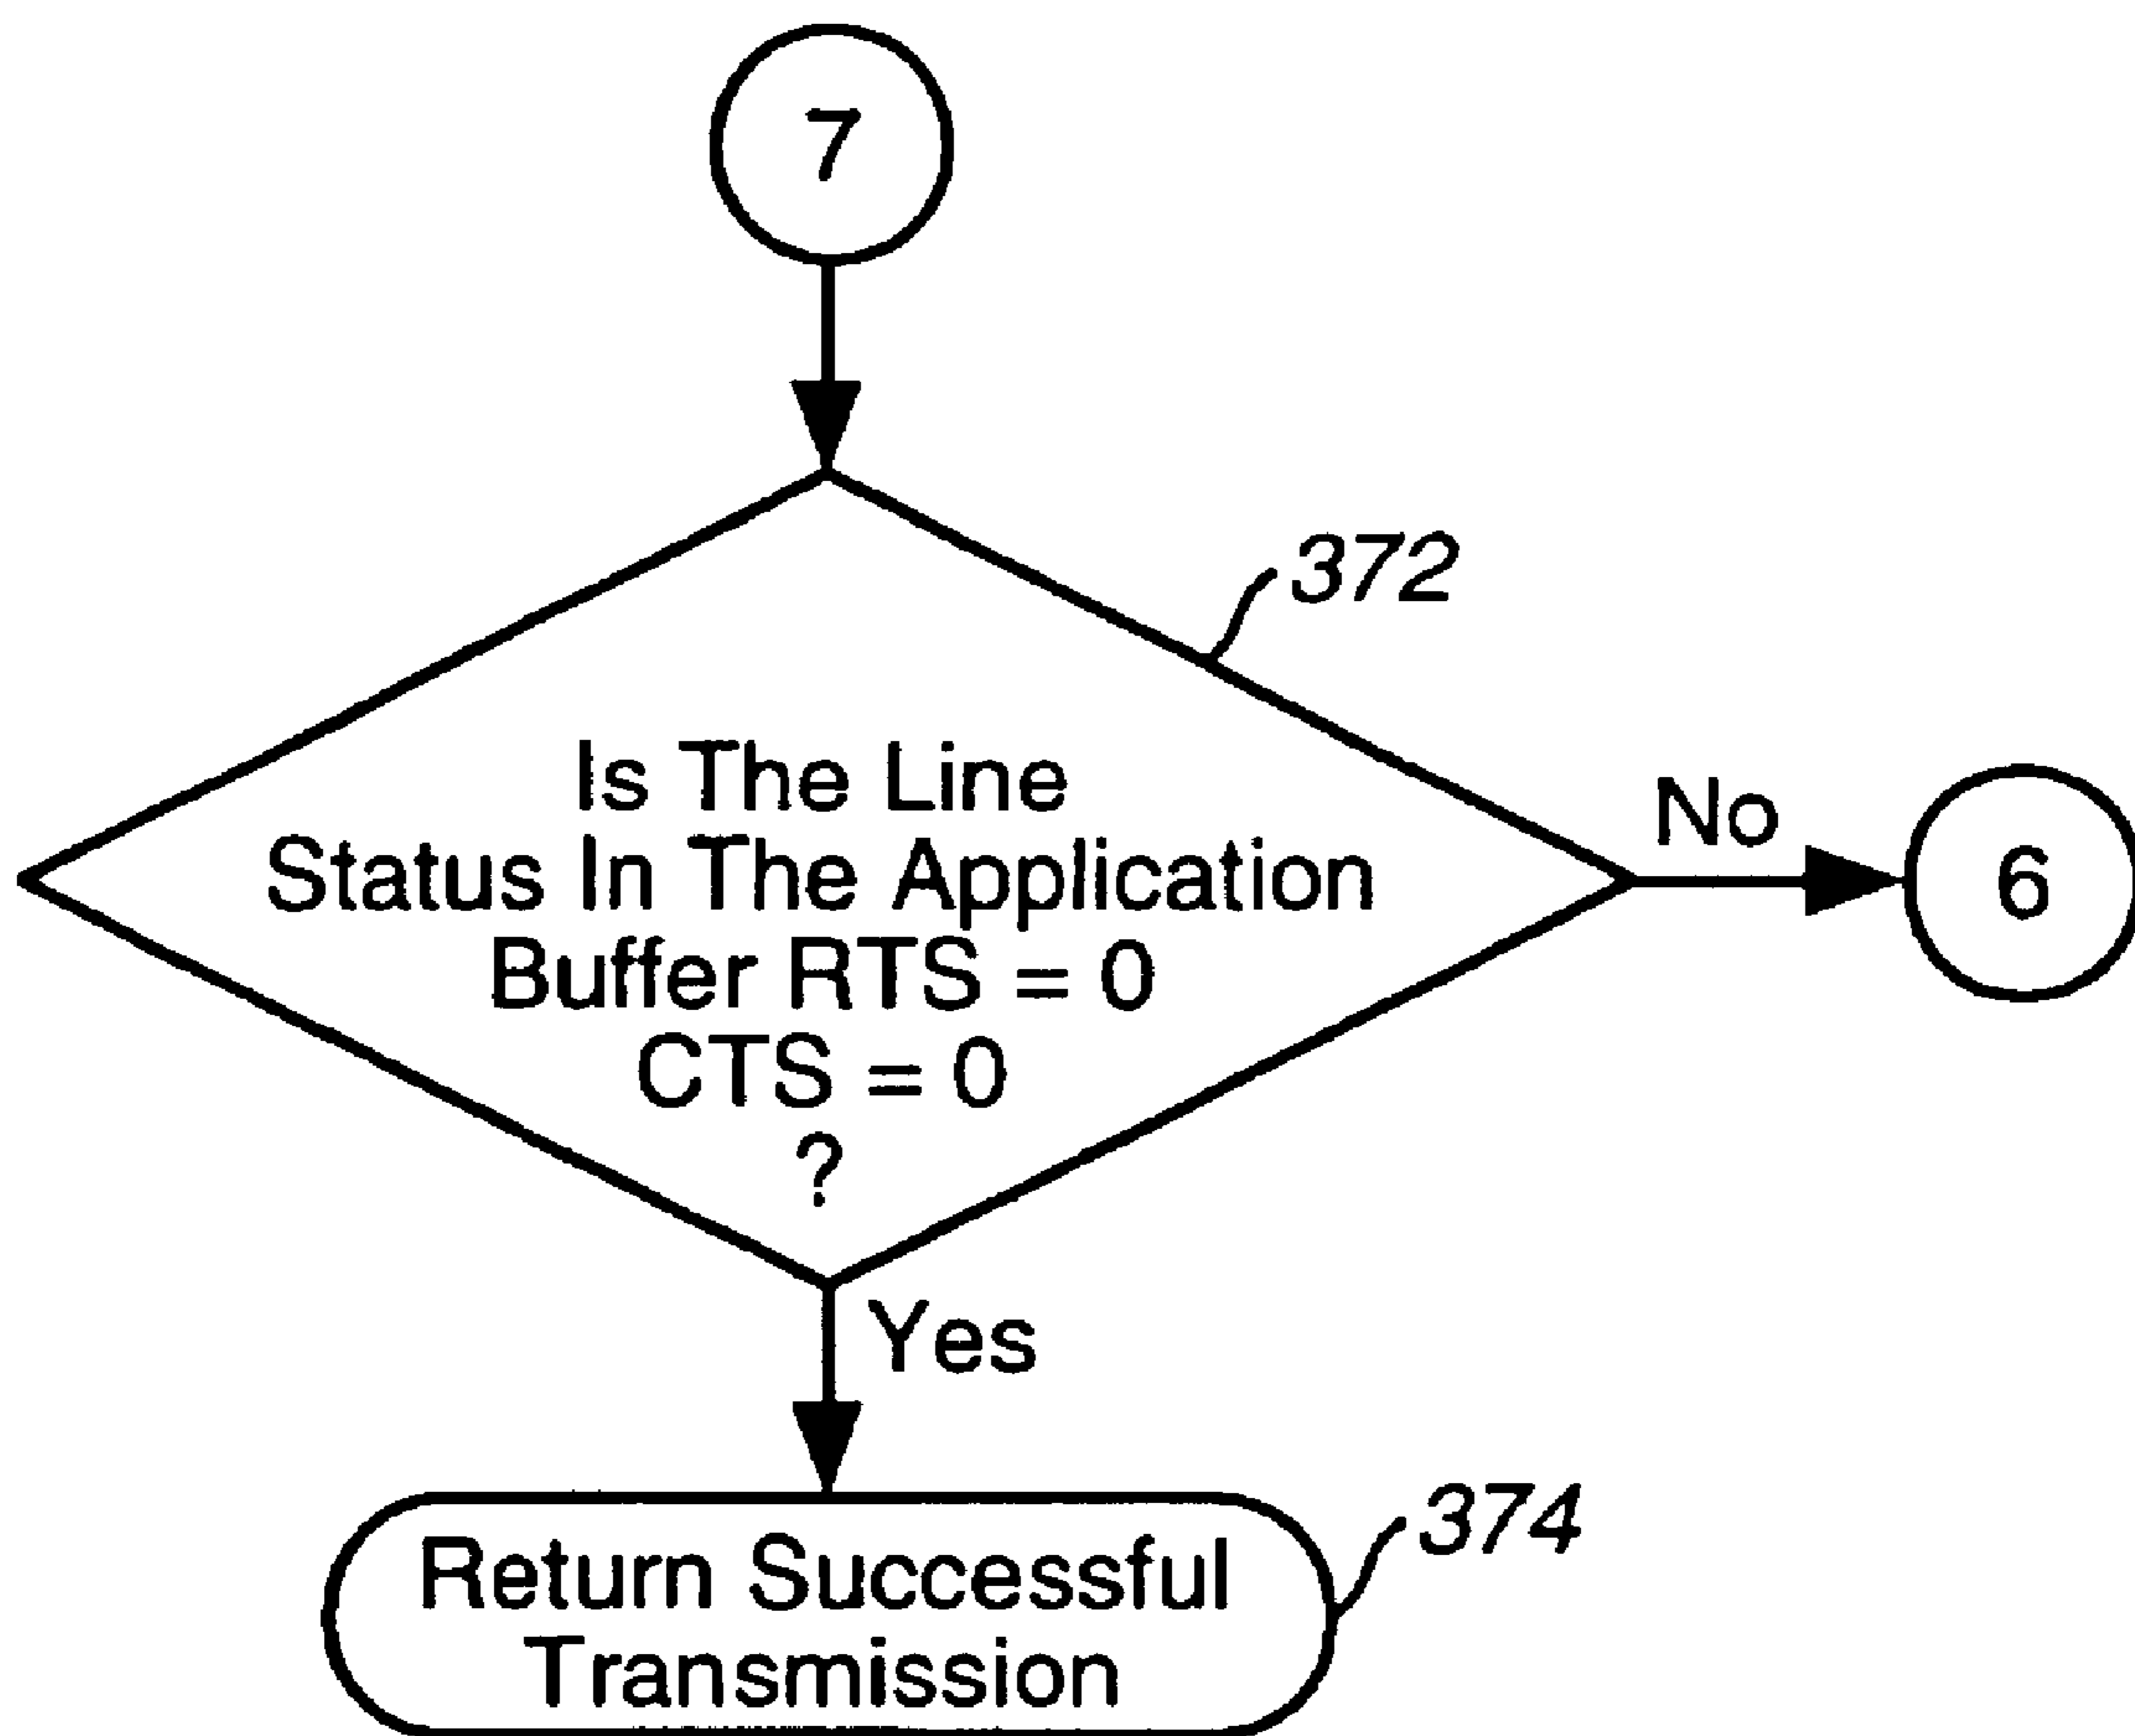 7
372
Is The Line
Status In The Application
Buffer RTS = 0
CTS = 0
?
No
6
Yes
374
Return Successful
Transmission